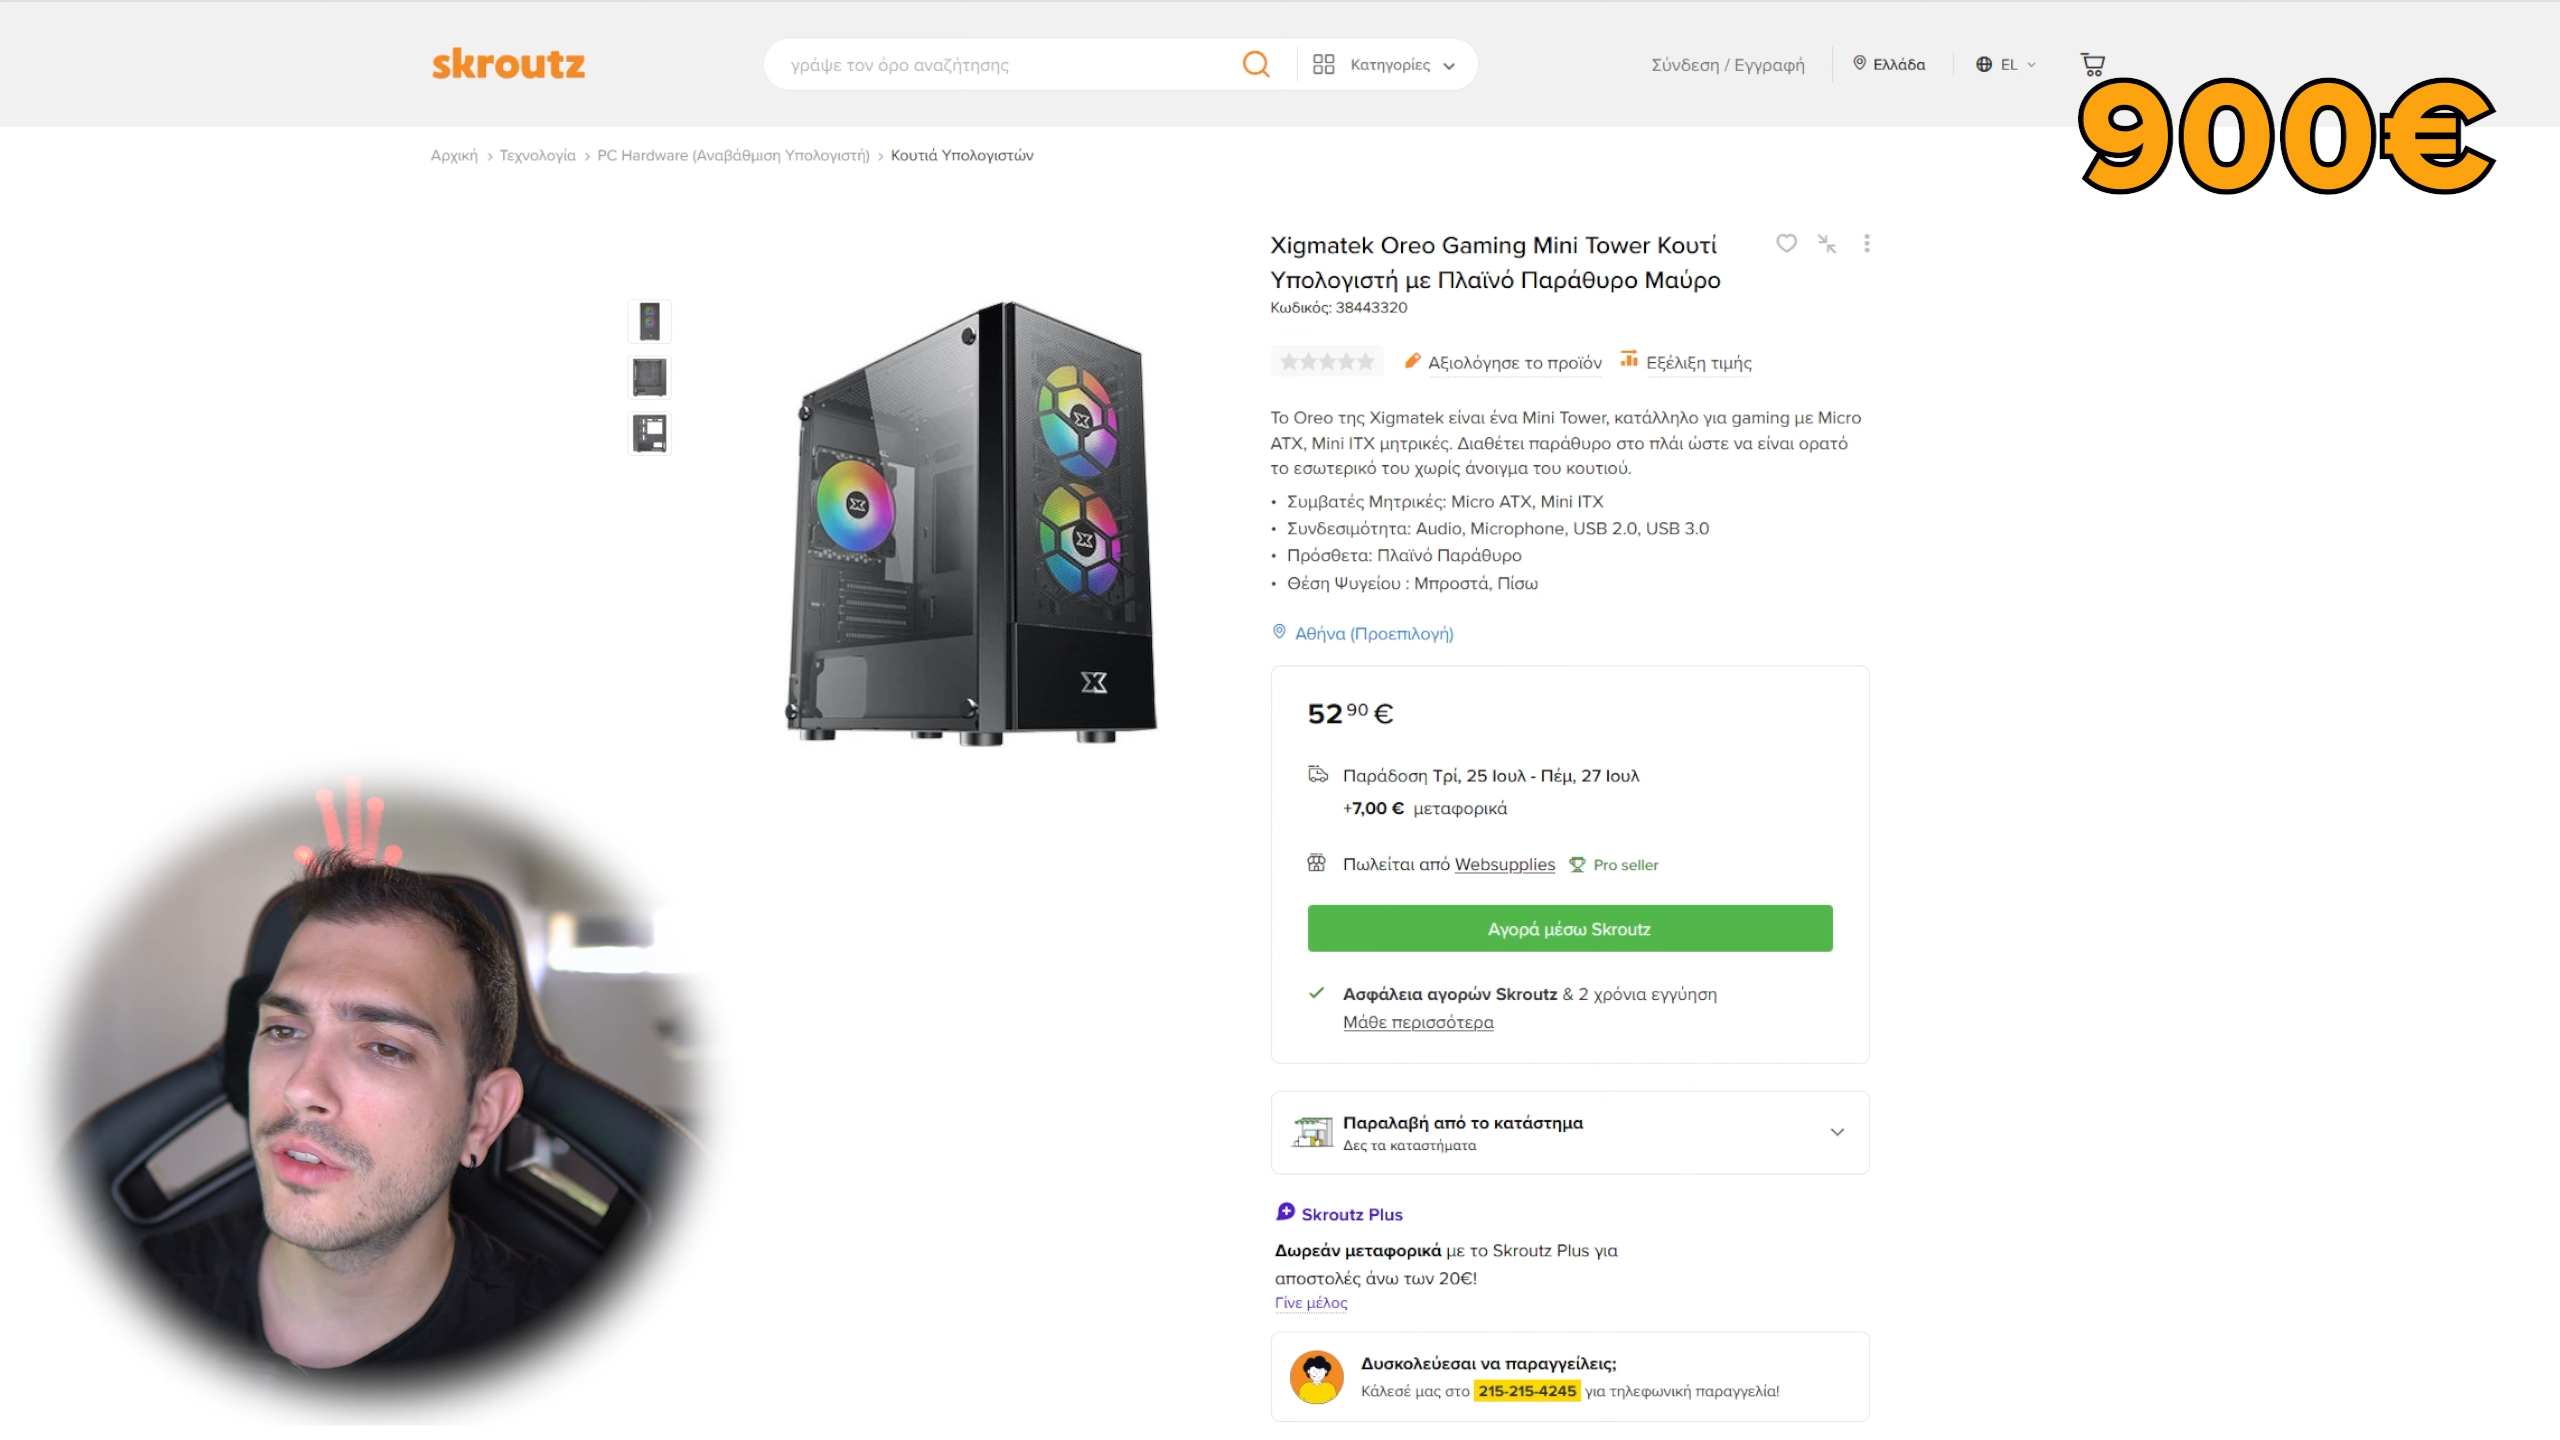 skroutz
γράψε τον όρο αναζήτησης
Κατηγορίες
Σύνδεση / Εγγραφή
Ελλάδα
EL
900€
Αρχική > Τεχνολογία > PC Hardware (Αναβάθμιση Υπολογιστή) > Κουτιά Υπολογιστών
Xigmatek Oreo Gaming Mini Tower Κουτί
Υπολογιστή με Πλαϊνό Παράθυρο Μαύρο
Κωδικός: 38443320
Αξιολόγησε το προϊόν
Εξέλιξη τιμής
Το Oreo της Xigmatek είναι ένα Mini Tower, κατάλληλο για gaming με Micro
ATX, Mini ITX μητρικές. Διαθέτει παράθυρο στο πλάι ώστε να είναι ορατό
το εσωτερικό του χωρίς άνοιγμα του κουτιού.
• Συμβατές Μητρικές: Micro ATX, Mini ITX
• Συνδεσιμότητα: Audio, Microphone, USB 2.0, USB 3.0
• Πρόσθετα: Πλαϊνό Παράθυρο
• Θέση Ψυγείου : Μπροστά, Πίσω
Αθήνα (Προεπιλογή)
52 90 €
Παράδοση Τρί, 25 Ιουλ - Πέμ, 27 Ιουλ
+7,00 € μεταφορικά
Πωλείται από Websupplies Pro seller
Αγορά μέσω Skroutz
Ασφάλεια αγορών Skroutz & 2 χρόνια εγγύηση
Μάθε περισσότερα
Παραλαβή από το κατάστημα
Δες τα καταστήματα
Skroutz Plus
Δωρεάν μεταφορικά με το Skroutz Plus για
αποστολές άνω των 20€!
Γίνε μέλος
Δυσκολεύεσαι να παραγγείλεις;
Κάλεσέ μας στο 215-215-4245 για τηλεφωνική παραγγελία!